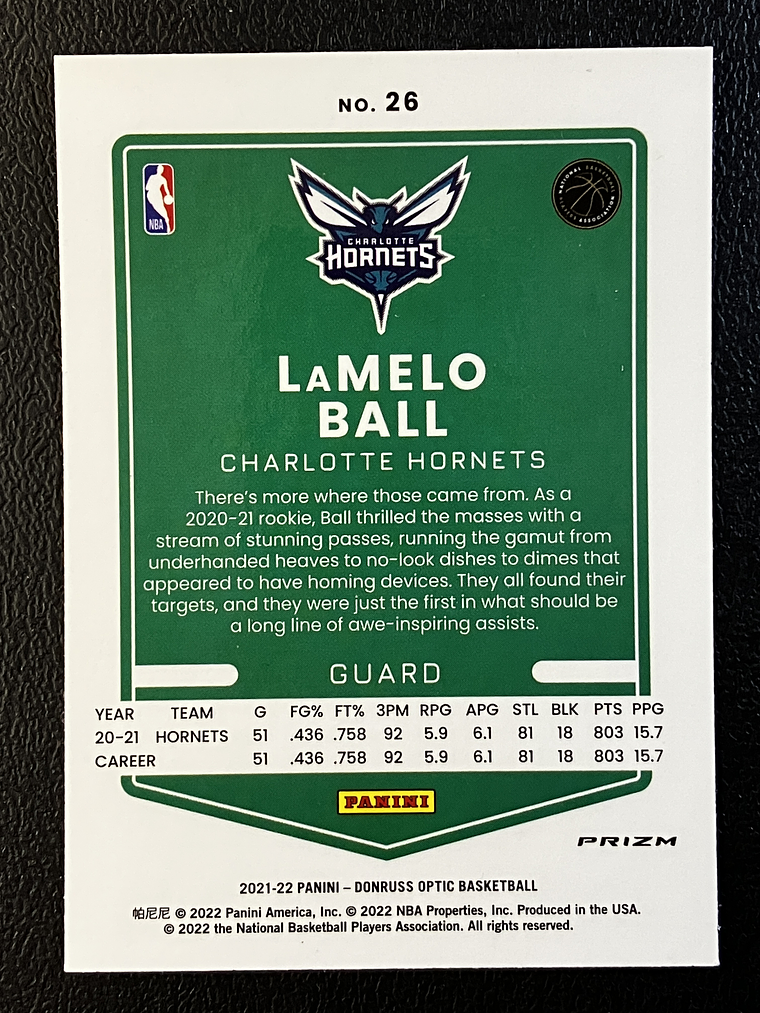 NO. 26
NBA
NATIONAL BASKETBALL PLAYERS ASSOCIATION
CHARLOTTE
HORNETS
LaMELO
BALL
CHARLOTTE HORNETS
There's more where those came from. As a
2020-21 rookie, Ball thrilled the masses with a
stream of stunning passes, running the gamut from
underhanded heaves to no-look dishes to dimes that
appeared to have homing devices. They all found their
targets, and they were just the first in what should be
a long line of awe-inspiring assists.
GUARD
YEAR TEAM G FG% FT% 3PM RPG APG STL BLK PTS PPG
20-21 HORNETS 51 .436 .758 92 5.9 6.1 81 18 803 15.7
CAREER 51 .436 .758 92 5.9 6.1 81 18 803 15.7
PANINI
PRIZM
2021-22 PANINI – DONRUSS OPTIC BASKETBALL
帕尼尼 © 2022 Panini America, Inc. © 2022 NBA Properties, Inc. Produced in the USA.
© 2022 the National Basketball Players Association. All rights reserved.